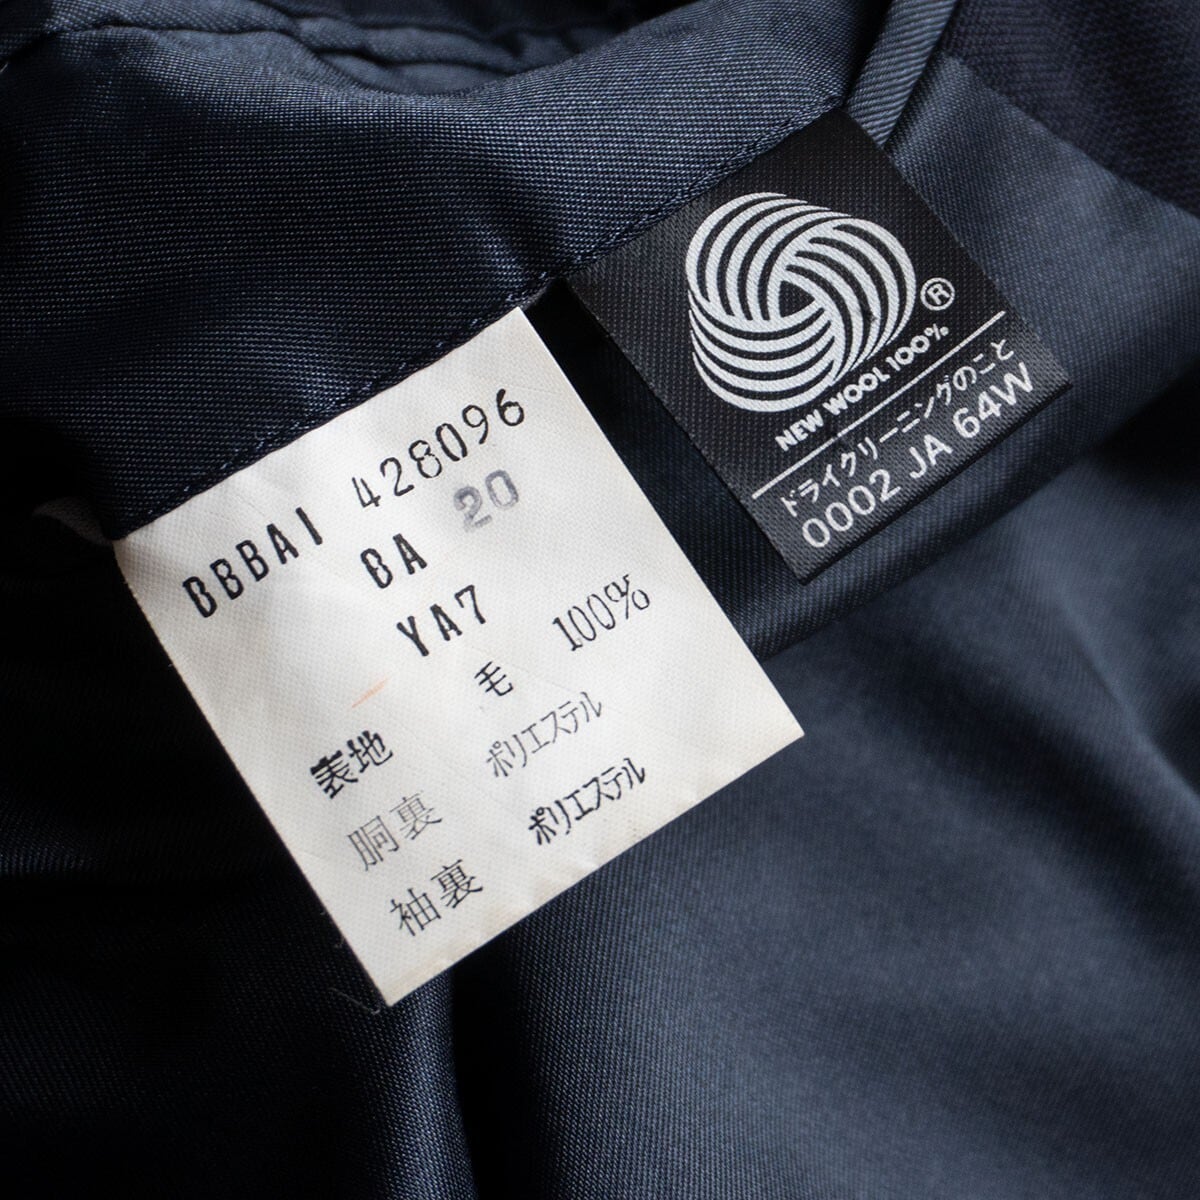 BBBA1 428096
BA 20
YA7
表地 毛 100%
胴裏 ポリエステル
袖裏 ポリエステル
®
NEW WOOL 100%
ドライクリーニングのこと
0002 JA 64W